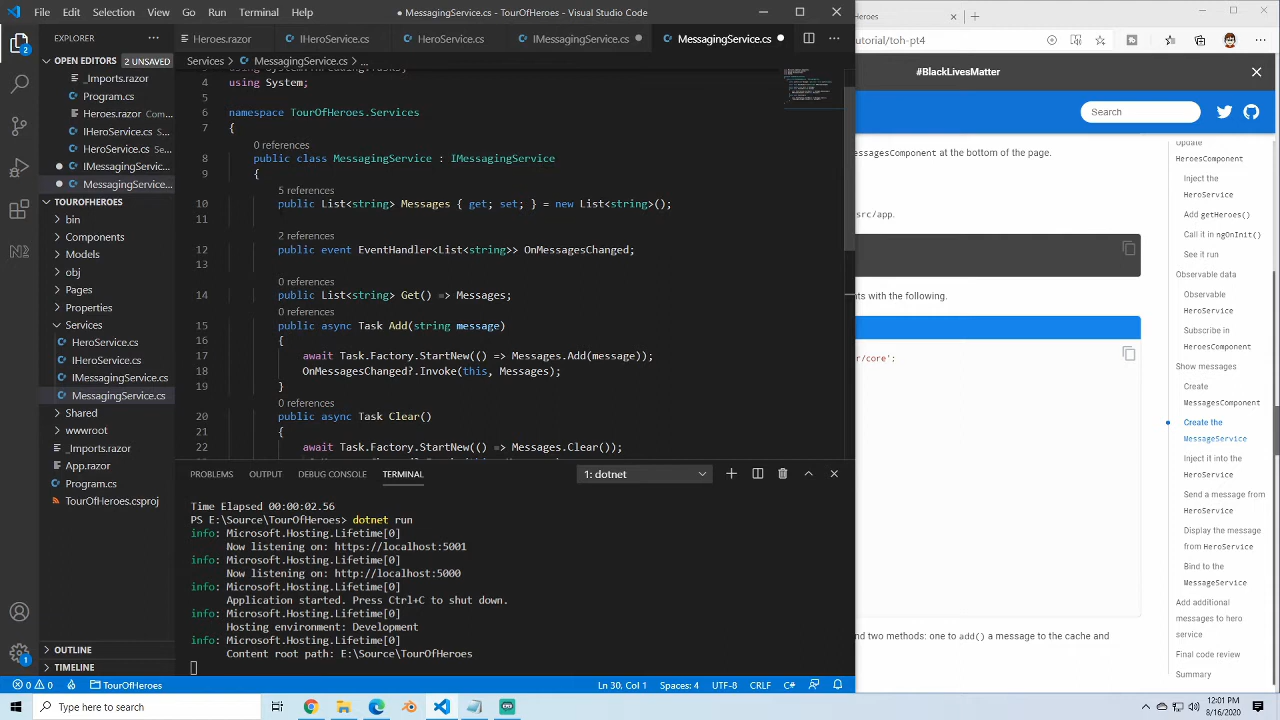 File Edit Selection View Go Run Terminal Help
● MessagingService.cs - TourOfHeroes - Visual Studio Code
EXPLORER
OPEN EDITORS 2 UNSAVED
_Imports.razor
Program.cs
Heroes.razor Com...
IHeroService.cs S...
HeroService.cs Se...
IMessagingService...
MessagingService...
TOUROFHEROES
bin
Components
Models
obj
Pages
Properties
Services
HeroService.cs
IHeroService.cs
IMessagingService.cs
MessagingService.cs
Shared
wwwroot
_Imports.razor
App.razor
Program.cs
TourOfHeroes.csproj
OUTLINE
TIMELINE
Heroes.razor IHeroService.cs HeroService.cs IMessagingService.cs MessagingService.cs
Services > MessagingService.cs > ...
4 using System;
5
6 namespace TourOfHeroes.Services
7 {
0 references
8 public class MessagingService : IMessagingService
9 {
5 references
10 public List<string> Messages { get; set; } = new List<string>();
11
2 references
12 public event EventHandler<List<string>> OnMessagesChanged;
13
0 references
14 public List<string> Get() => Messages;
0 references
15 public async Task Add(string message)
16 {
17 await Task.Factory.StartNew(() => Messages.Add(message));
18 OnMessagesChanged?.Invoke(this, Messages);
19 }
0 references
20 public async Task Clear()
21 {
22 await Task.Factory.StartNew(() => Messages.Clear());
PROBLEMS OUTPUT DEBUG CONSOLE TERMINAL
1: dotnet
Time Elapsed 00:00:02.56
PS E:\Source\TourOfHeroes> dotnet run
info: Microsoft.Hosting.Lifetime[0]
Now listening on: https://localhost:5001
info: Microsoft.Hosting.Lifetime[0]
Now listening on: http://localhost:5000
info: Microsoft.Hosting.Lifetime[0]
Application started. Press Ctrl+C to shut down.
info: Microsoft.Hosting.Lifetime[0]
Hosting environment: Development
info: Microsoft.Hosting.Lifetime[0]
Content root path: E:\Source\TourOfHeroes
0 0 TourOfHeroes
Ln 30, Col 1 Spaces: 4 UTF-8 CRLF C#
eroes
utorial/toh-pt4
#BlackLivesMatter
Search
essagesComponent at the bottom of the page.
src/app.
ts with the following.
r/core';
nd two methods: one to add() a message to the cache and
Update
HeroesComponent
Inject the
HeroService
Add getHeroes()
Call it in ngOnInit()
See it run
Observable data
Observable
HeroService
Subscribe in
HeroesComponent
Show messages
Create
MessagesComponent
Create the
MessageService
Inject it into the
HeroService
Send a message from
HeroService
Display the message
from HeroService
Bind to the
MessageService
Add additional
messages to hero
service
Final code review
Summary
Type here to search
12:01 PM
8/16/2020